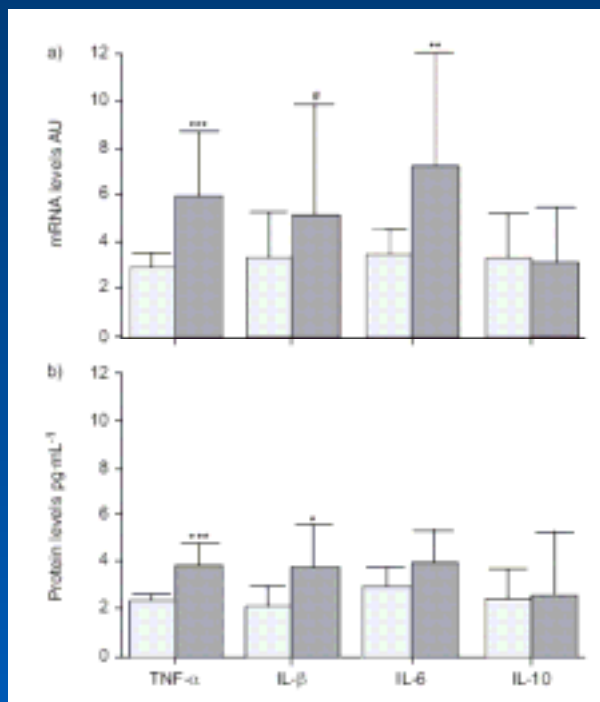 a)
mRNA levels AU
12
10
8
6
4
2
0
***
#
**
b)
Protein levels pg·mL⁻¹
12
10
8
6
4
2
0
***
*
TNF-α
IL-β
IL-6
IL-10